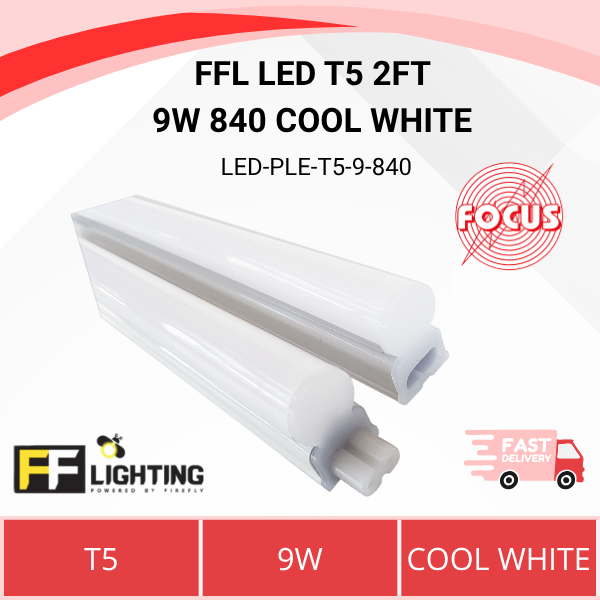 FFL LED T5 2FT
9W 840 COOL WHITE
LED-PLE-T5-9-840
FOCUS
FF LIGHTING
POWERED BY FIREFLY
FAST
DELIVERY
T5
9W
COOL WHITE